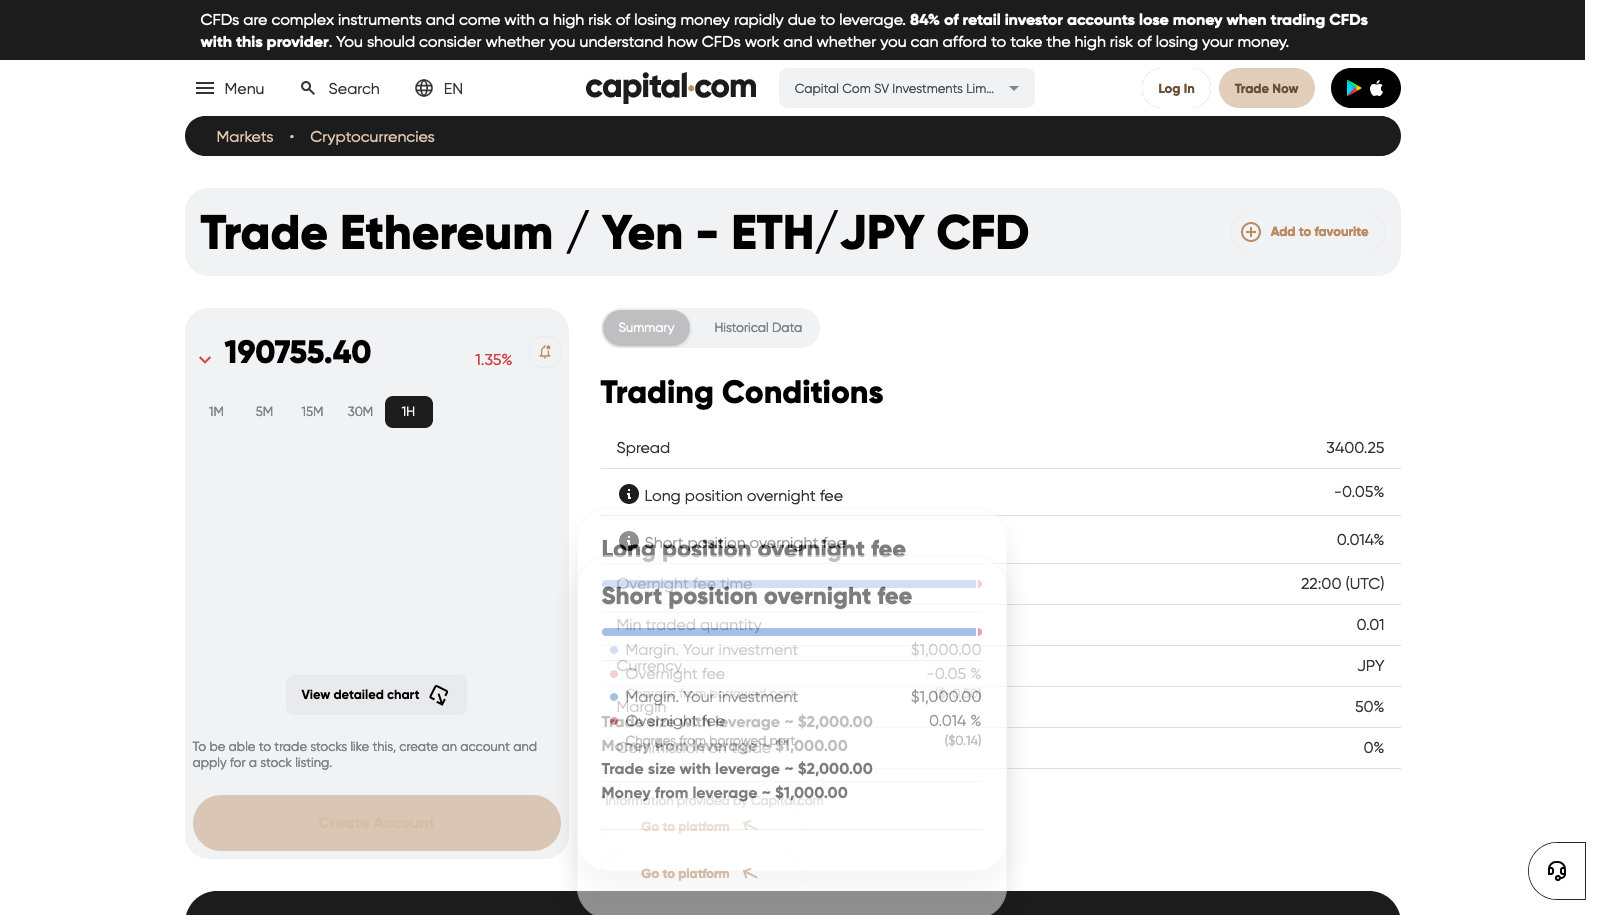 CFDs are complex instruments and come with a high risk of losing money rapidly due to leverage. 84% of retail investor accounts lose money when trading CFDs
with this provider. You should consider whether you understand how CFDs work and whether you can afford to take the high risk of losing your money.
Menu Search EN capital.com Capital Com SV Investments Lim... Log In Trade Now
Markets • Cryptocurrencies
Trade Ethereum / Yen - ETH/JPY CFD
Add to favourite
190755.40 1.35%
1M 5M 15M 30M 1H
View detailed chart
To be able to trade stocks like this, create an account and
apply for a stock listing.
Create Account
Summary Historical Data
Trading Conditions
Spread 3400.25
Long position overnight fee -0.05%
Short position overnight fee 0.014%
Overnight fee time 22:00 (UTC)
Min traded quantity 0.01
Currency JPY
Margin 50%
Commission on trade 0%
Long position overnight fee
Margin. Your investment $1,000.00
Overnight fee -0.05 %
Charges from borrowed part
Trade size with leverage ~ $2,000.00
Money from leverage ~ $1,000.00
Short position overnight fee
Margin. Your investment $1,000.00
Overnight fee 0.014 %
Charges from borrowed part ($0.14)
Trade size with leverage ~ $2,000.00
Money from leverage ~ $1,000.00
Information provided by Capital.com
Go to platform
Go to platform